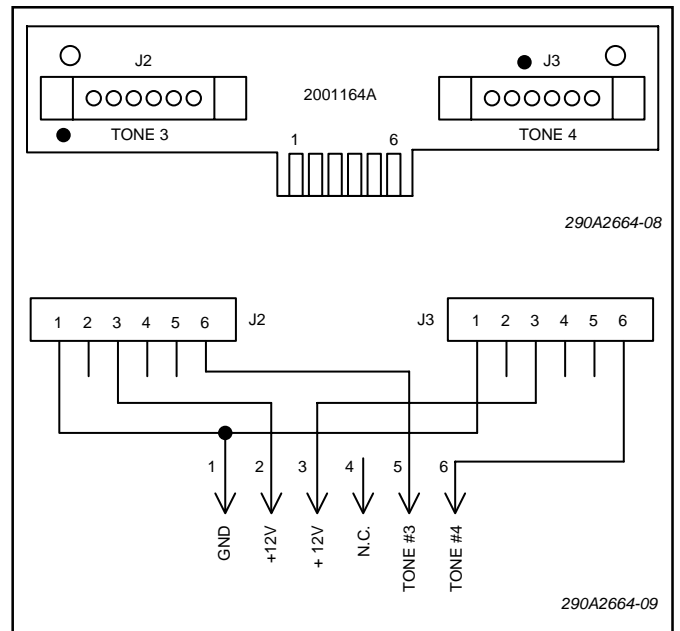 J2
J3
2001164A
TONE 3
TONE 4
1 6
290A2664-08
1 2 3 4 5 6 J2
J3 1 2 3 4 5 6
1 2 3 4 5 6
GND
+12V
+ 12V
N.C.
TONE #3
TONE #4
290A2664-09